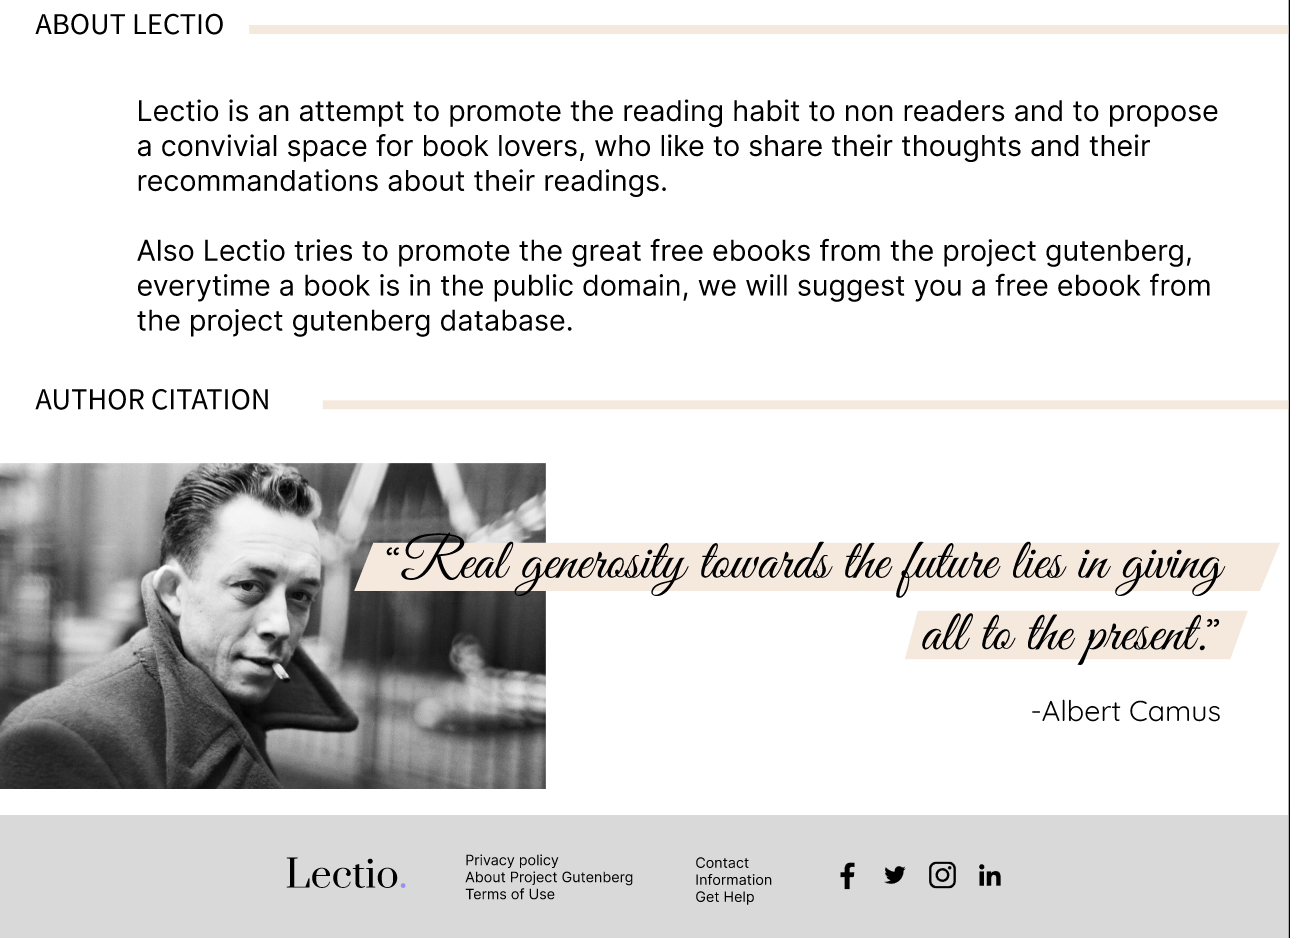 ABOUT LECTIO
Lectio is an attempt to promote the reading habit to non readers and to propose
a convivial space for book lovers, who like to share their thoughts and their
recommandations about their readings.
Also Lectio tries to promote the great free ebooks from the project gutenberg,
everytime a book is in the public domain, we will suggest you a free ebook from
the project gutenberg database.
AUTHOR CITATION
“Real generosity towards the future lies in giving
all to the present.”
-Albert Camus
Lectio.
Privacy policy
About Project Gutenberg
Terms of Use
Contact
Information
Get Help